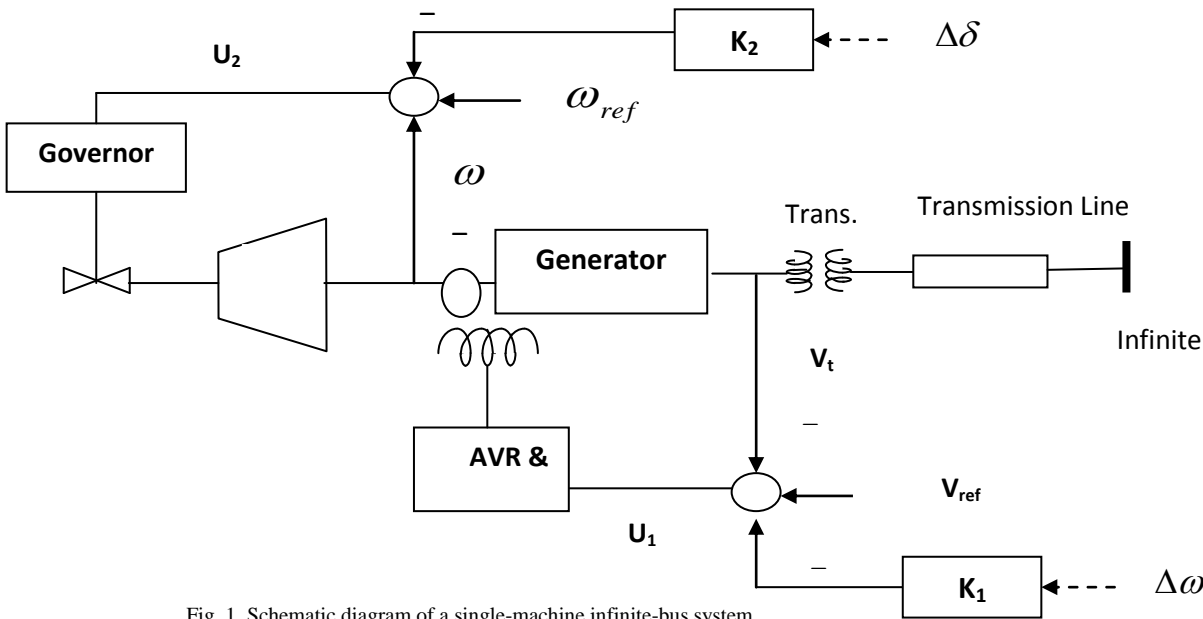 –
K₂
Δδ
U₂
ω_ref
Governor
ω
–
Generator
Trans.
Transmission Line
Infinite
V_t
–
AVR &
V_ref
U₁
–
K₁
Δω
Fig. 1. Schematic diagram of a single-machine infinite-bus system